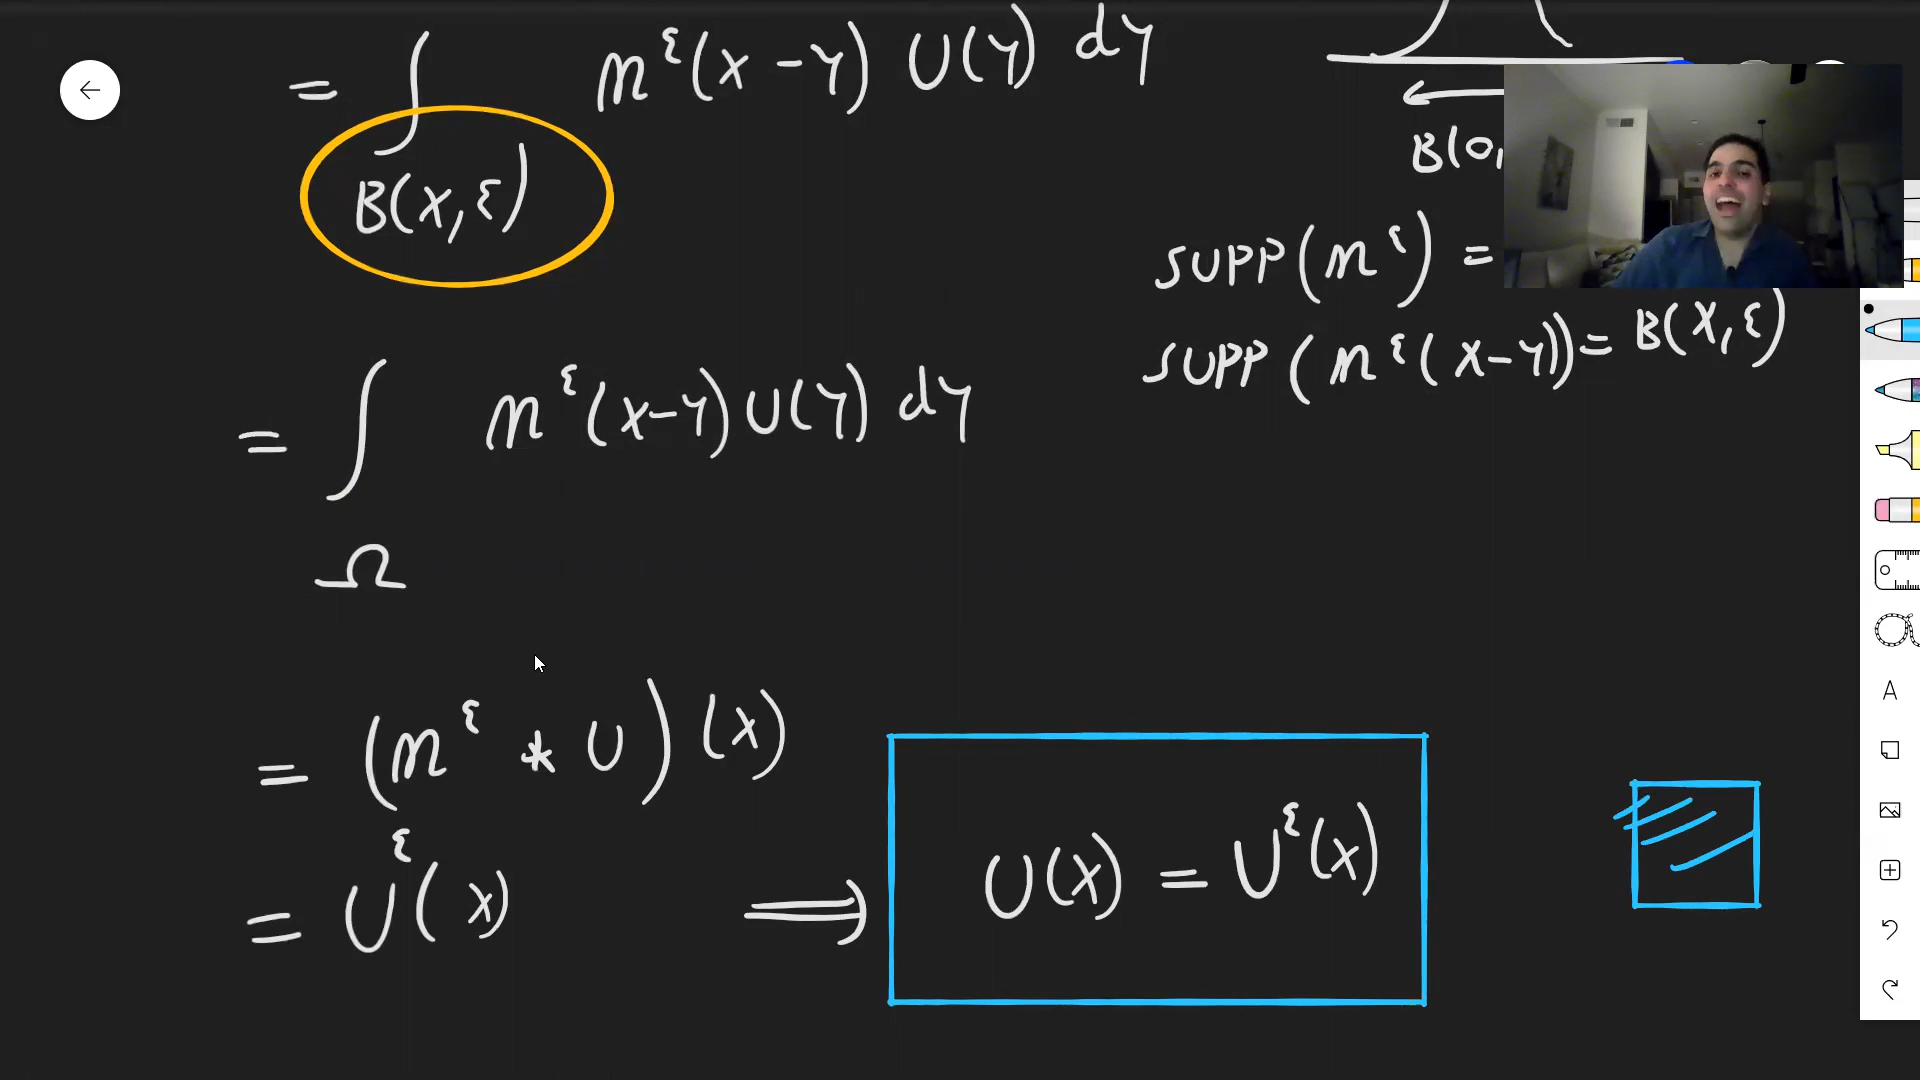 = ∫ η^ε(x-y) u(y) dy
B(x,ε)
B(0,
SUPP(η^ε) =
SUPP(η^ε(x-y)) = B(x,ε)
= ∫ η^ε(x-y) u(y) dy
Ω
= (η^ε * u)(x)
= u^ε(x) ⟹ u(x) = u^ε(x)
A